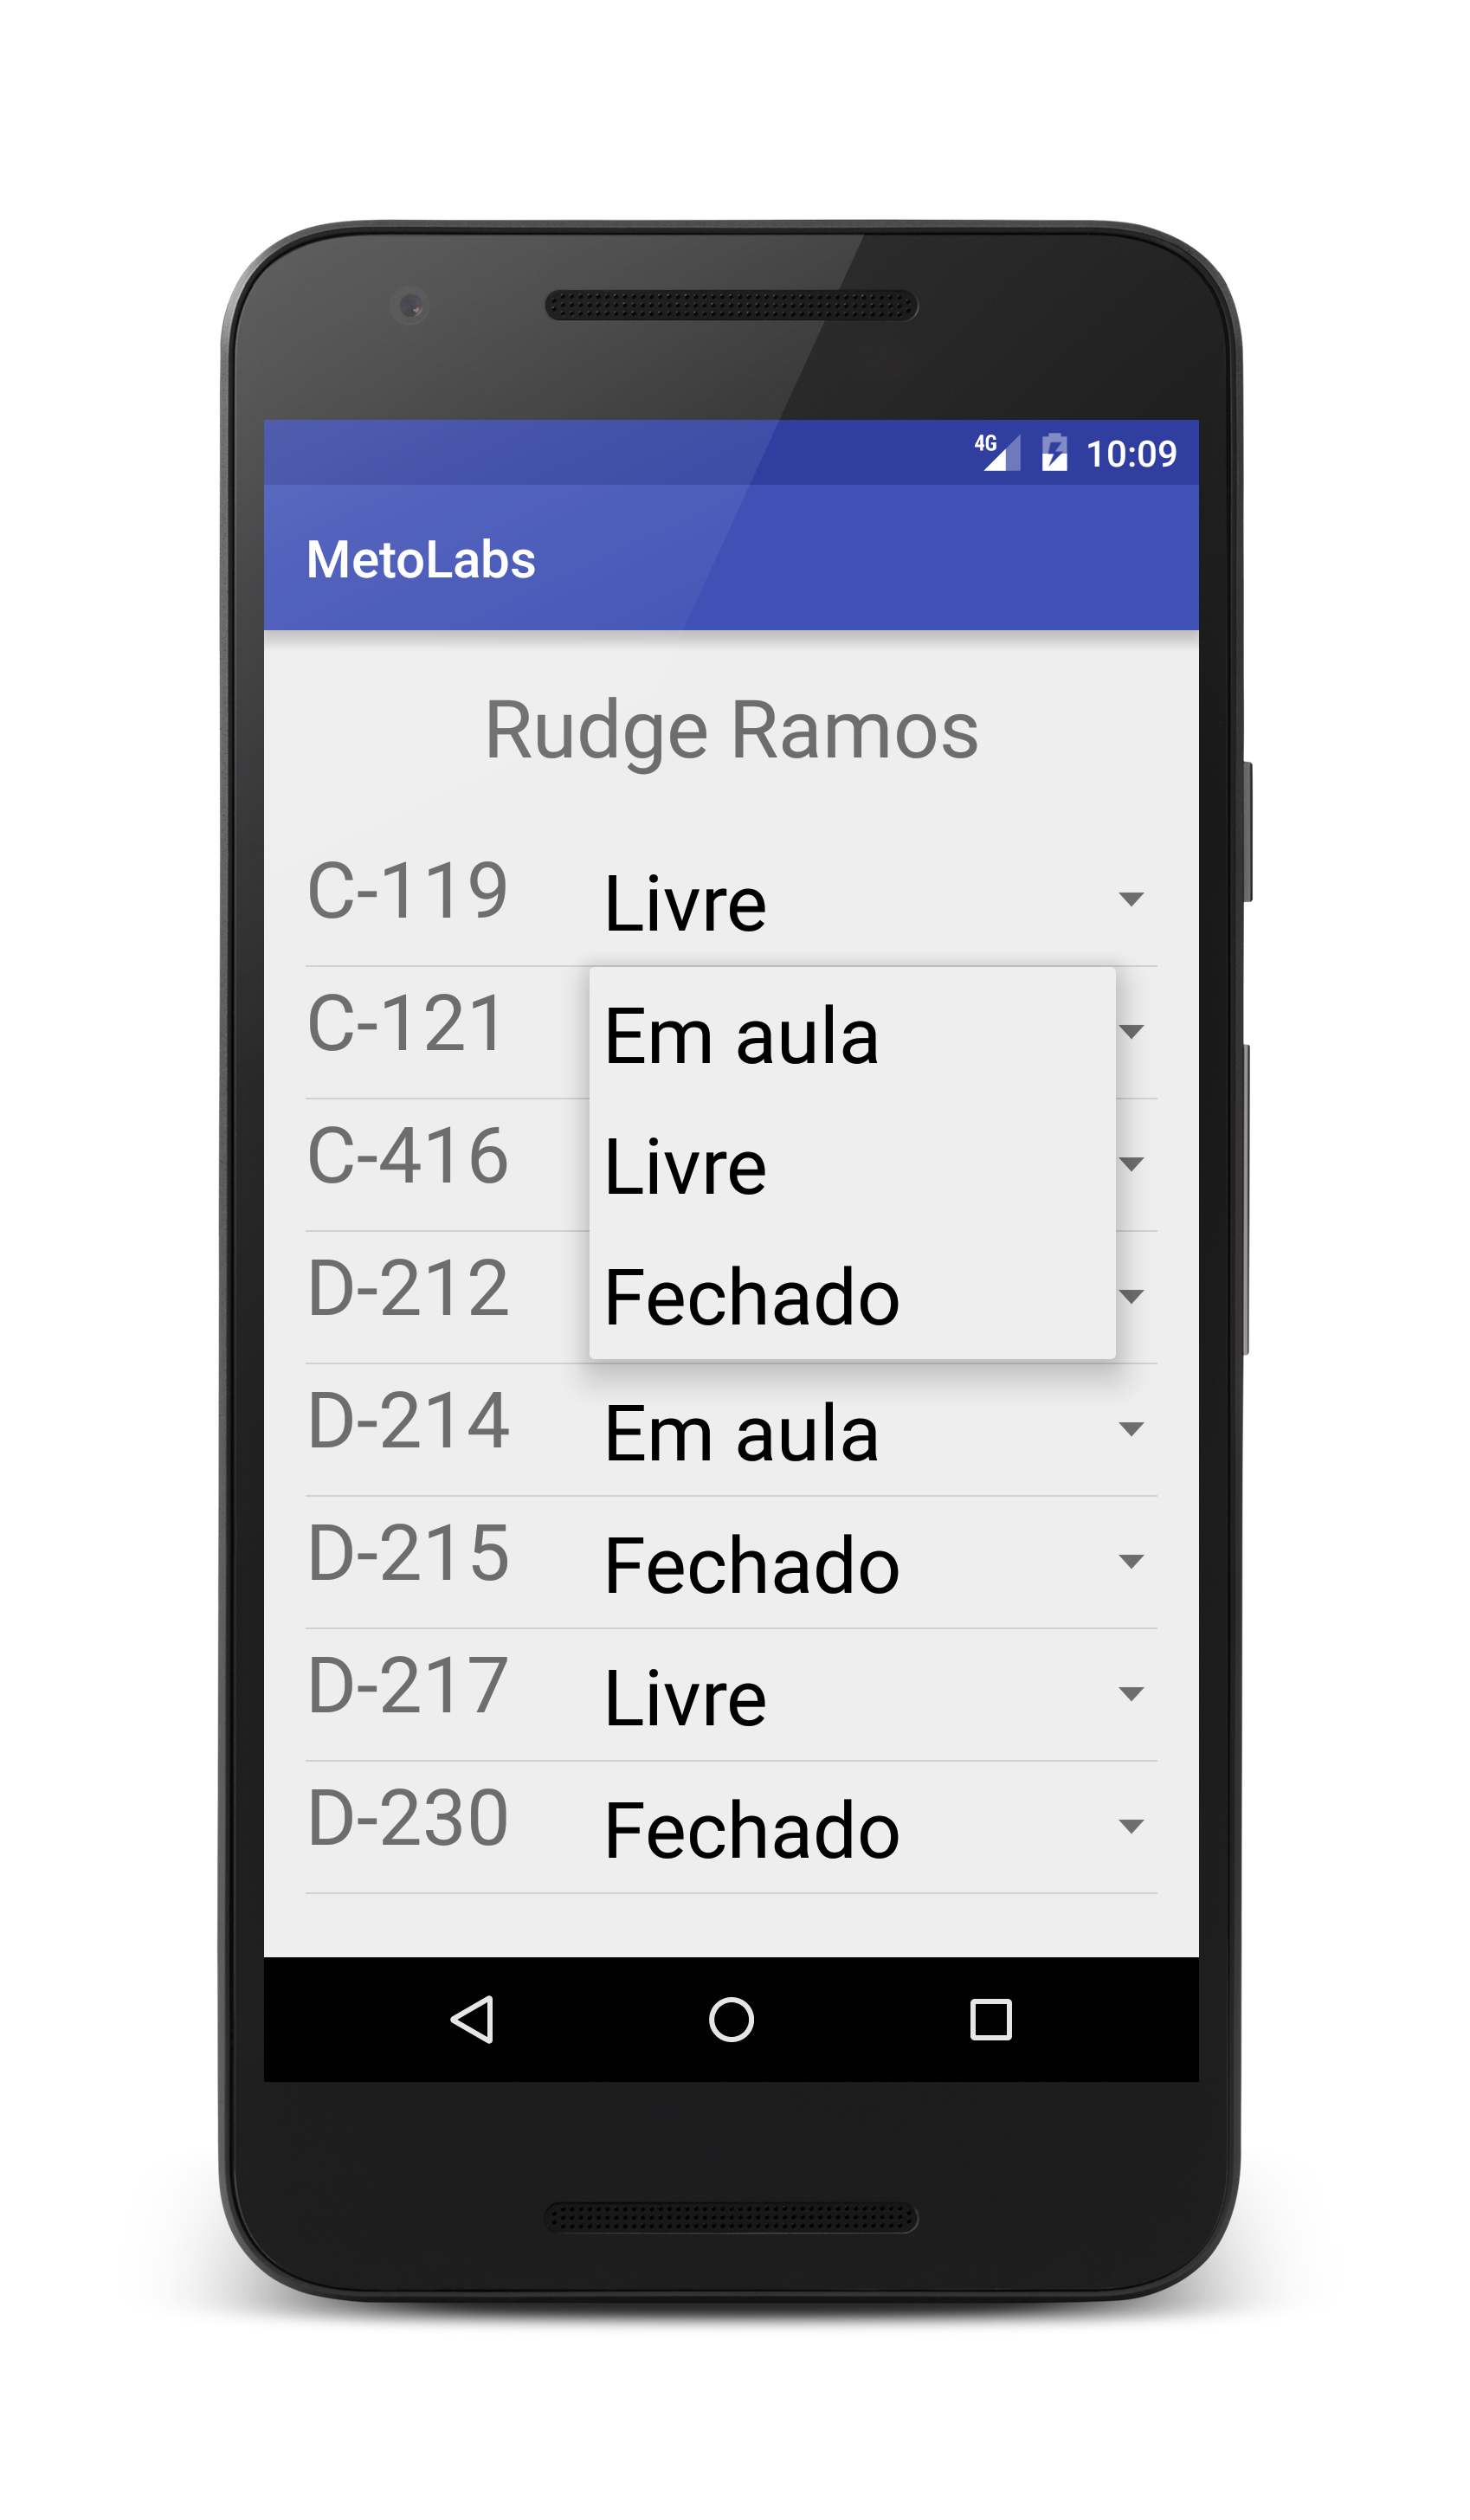 4G 10:09
MetoLabs
Rudge Ramos
C-119 Livre
C-121 Em aula
C-416 Livre
D-212 Fechado
D-214 Em aula
D-215 Fechado
D-217 Livre
D-230 Fechado